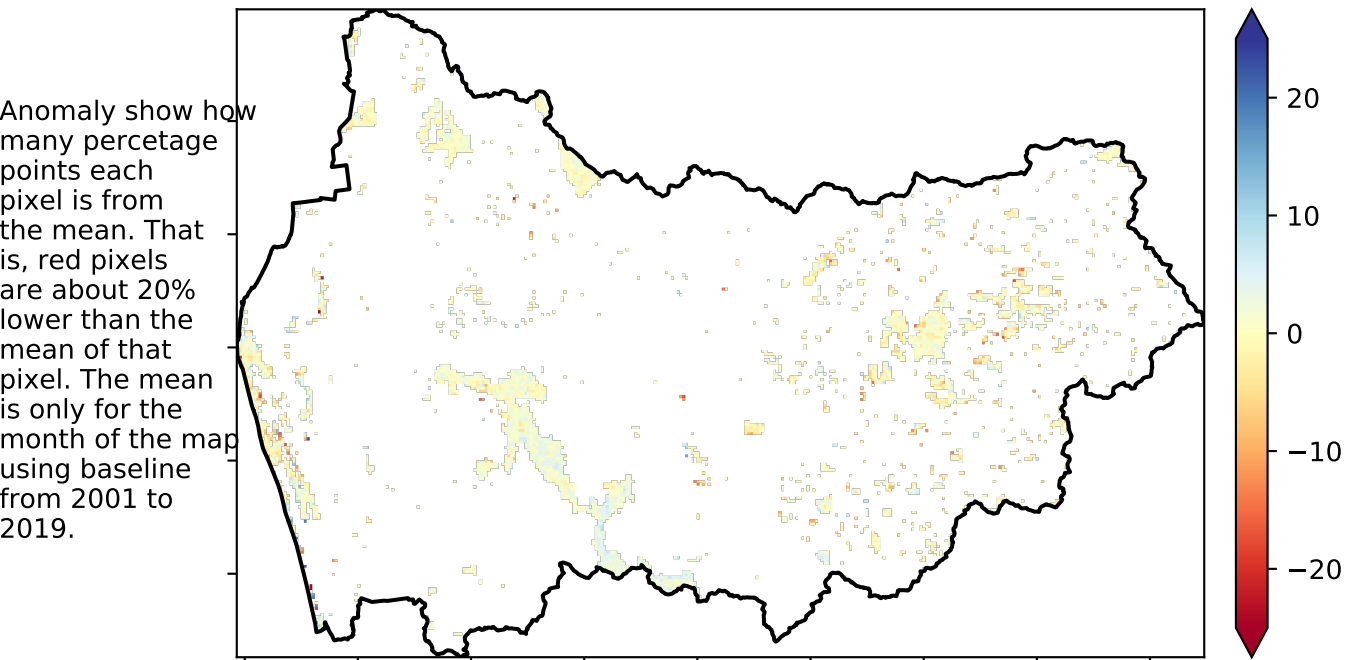 Anomaly show how
many percetage
points each
pixel is from
the mean. That
is, red pixels
are about 20%
lower than the
mean of that
pixel. The mean
is only for the
month of the map
using baseline
from 2001 to
2019.
20
10
0
−10
−20